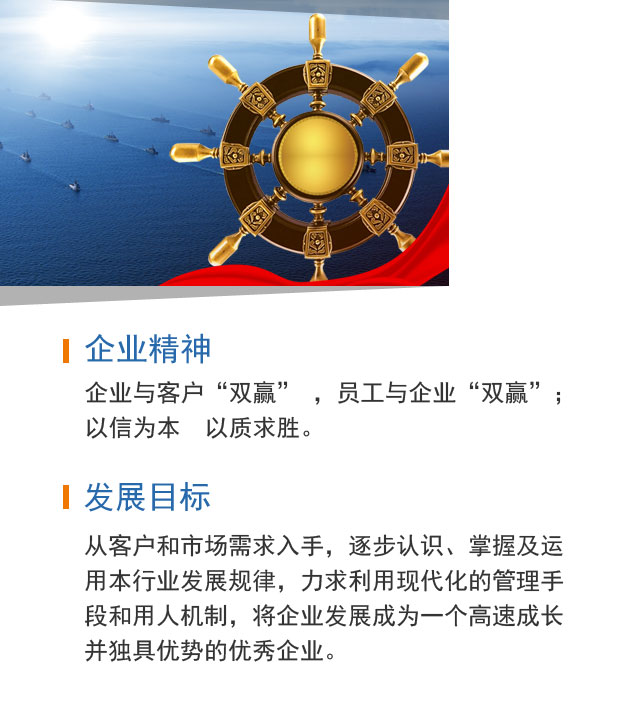 企业精神
企业与客户“双赢” ，员工与企业“双赢”；
以信为本　以质求胜。
发展目标
从客户和市场需求入手，逐步认识、掌握及运
用本行业发展规律，力求利用现代化的管理手
段和用人机制，将企业发展成为一个高速成长
并独具优势的优秀企业。